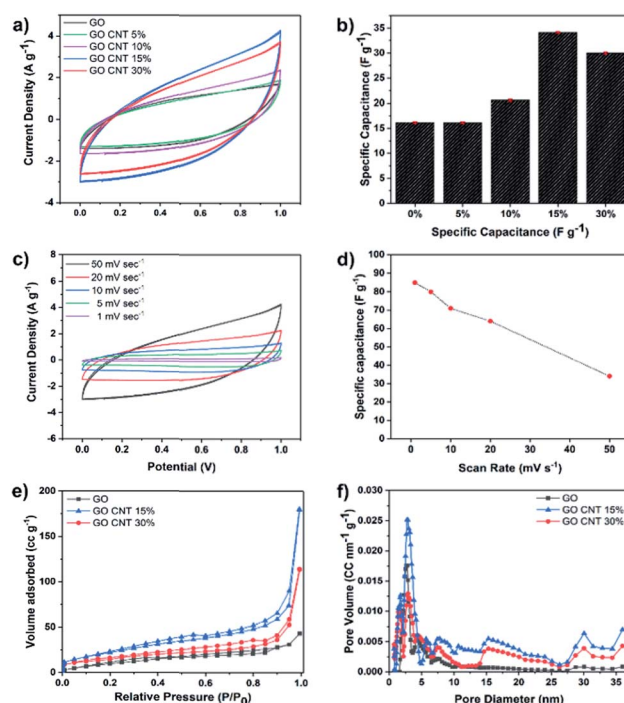 a)
GO
GO CNT 5%
GO CNT 10%
GO CNT 15%
GO CNT 30%
Current Density (A g⁻¹)
4
2
0
-2
-4
0.0 0.2 0.4 0.6 0.8 1.0
b)
Specific Capacitance (F g⁻¹)
40
35
30
25
20
15
10
5
0
0% 5% 10% 15% 30%
Specific Capacitance (F g⁻¹)
c)
50 mV sec⁻¹
20 mV sec⁻¹
10 mV sec⁻¹
5 mV sec⁻¹
1 mV sec⁻¹
Current Density (A g⁻¹)
8
6
4
2
0
-2
-4
-6
0.0 0.2 0.4 0.6 0.8 1.0
Potential (V)
d)
Specific capacitance (F g⁻¹)
100
90
80
70
60
50
40
30
20
10
0
0 10 20 30 40 50
Scan Rate (mV s⁻¹)
e)
GO
GO CNT 15%
GO CNT 30%
Volume adsorbed (cc g⁻¹)
200
150
100
50
0
0.0 0.2 0.4 0.6 0.8 1.0
Relative Pressure (P/P₀)
f)
GO
GO CNT 15%
GO CNT 30%
Pore Volume (CC nm⁻¹ g⁻¹)
0.030
0.025
0.020
0.015
0.010
0.005
0.000
0 5 10 15 20 25 30 35
Pore Diameter (nm)